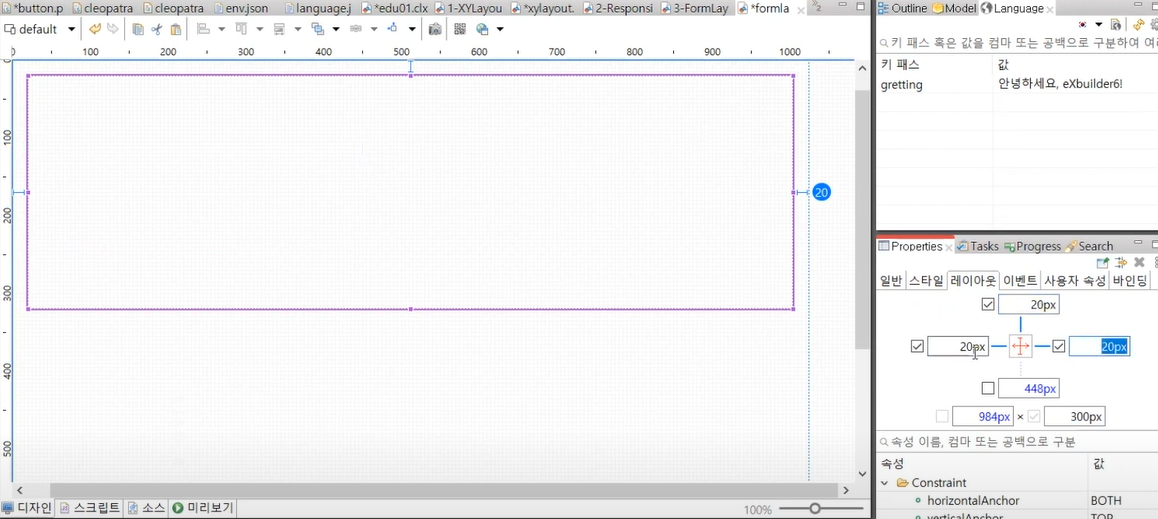 *button.p cleopatra cleopatra env.json language.j *edu01.clx 1-XYLayou *xylayout. 2-Responsi 3-FormLay *formla
default
0 100 200 300 400 500 600 700 800 900 1000
0
100
200
300
400
500
20
디자인 스크립트 소스 미리보기 100%
Outline Model Language
키 패스 혹은 값을 컴마 또는 공백으로 구분하여 여러
키 패스 값
gretting 안녕하세요, eXbuilder6!
Properties Tasks Progress Search
일반 스타일 레이아웃 이벤트 사용자 속성 바인딩
20px
20px 20px
448px
984px × 300px
속성 이름, 컴마 또는 공백으로 구분
속성 값
Constraint
horizontalAnchor BOTH
verticalAnchor TOP